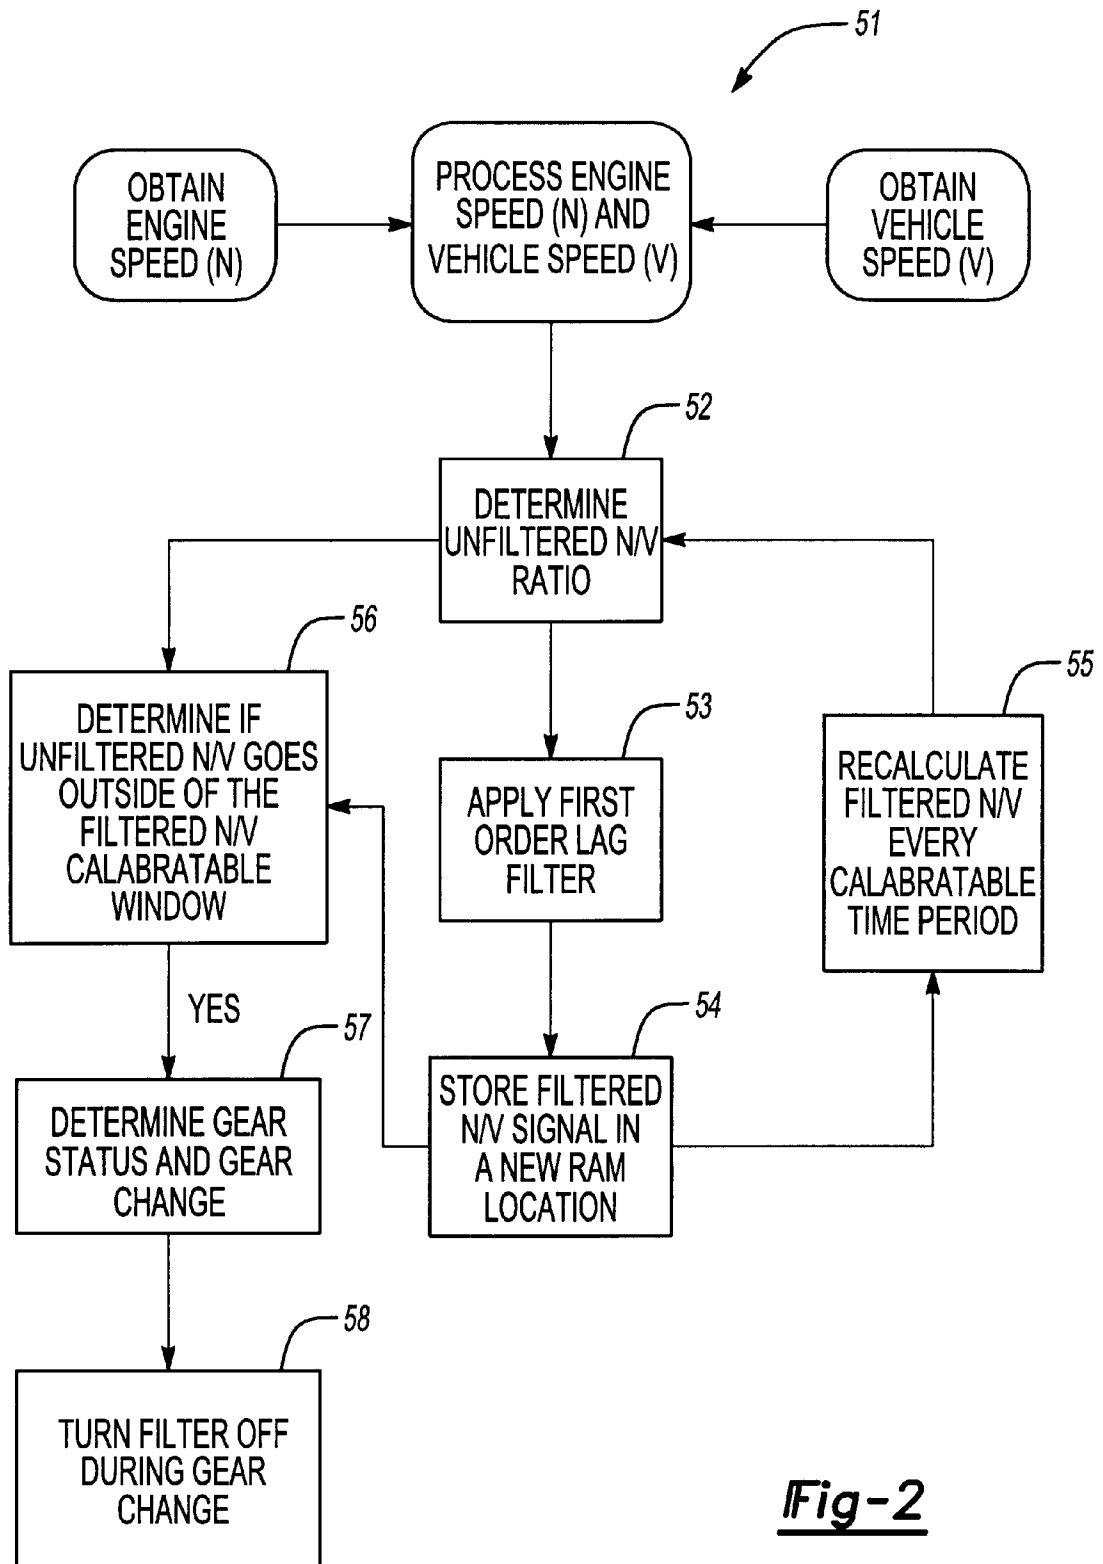 51
OBTAIN
ENGINE
SPEED (N)
PROCESS ENGINE
SPEED (N) AND
VEHICLE SPEED (V)
OBTAIN
VEHICLE
SPEED (V)
52
DETERMINE
UNFILTERED N/V
RATIO
56
DETERMINE IF
UNFILTERED N/V GOES
OUTSIDE OF THE
FILTERED N/V
CALABRATABLE
WINDOW
53
APPLY FIRST
ORDER LAG
FILTER
55
RECALCULATE
FILTERED N/V
EVERY
CALABRATABLE
TIME PERIOD
YES
54
STORE FILTERED
N/V SIGNAL IN
A NEW RAM
LOCATION
57
DETERMINE GEAR
STATUS AND GEAR
CHANGE
58
TURN FILTER OFF
DURING GEAR
CHANGE
Fig-2